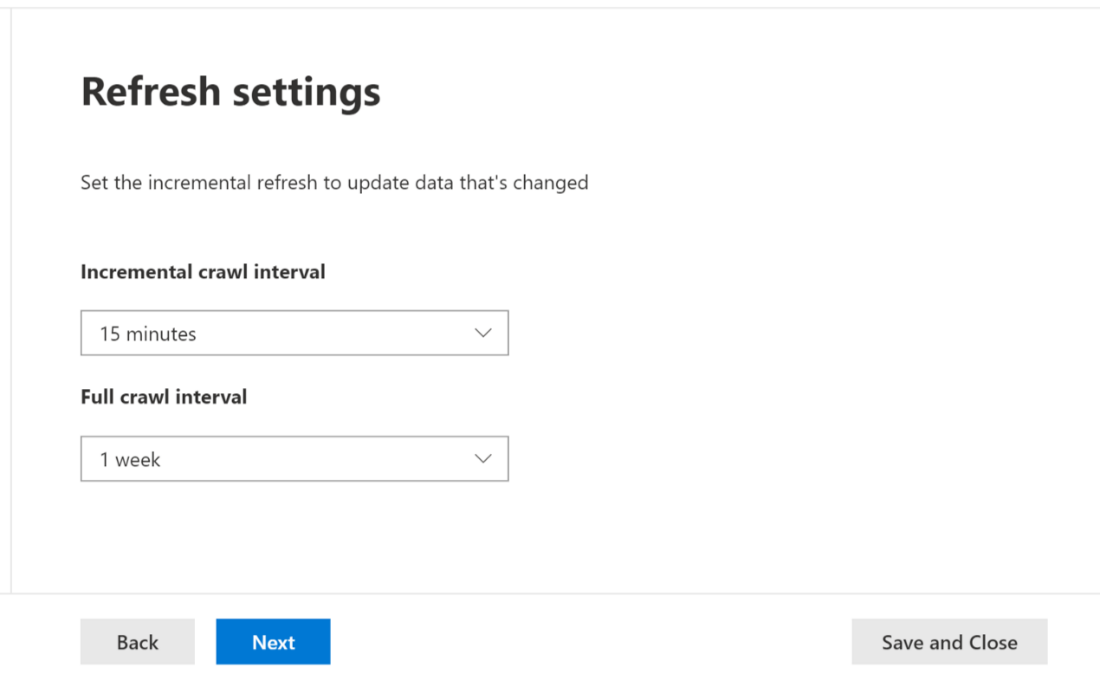 Refresh settings
Set the incremental refresh to update data that's changed
Incremental crawl interval
15 minutes
Full crawl interval
1 week
Back
Next
Save and Close